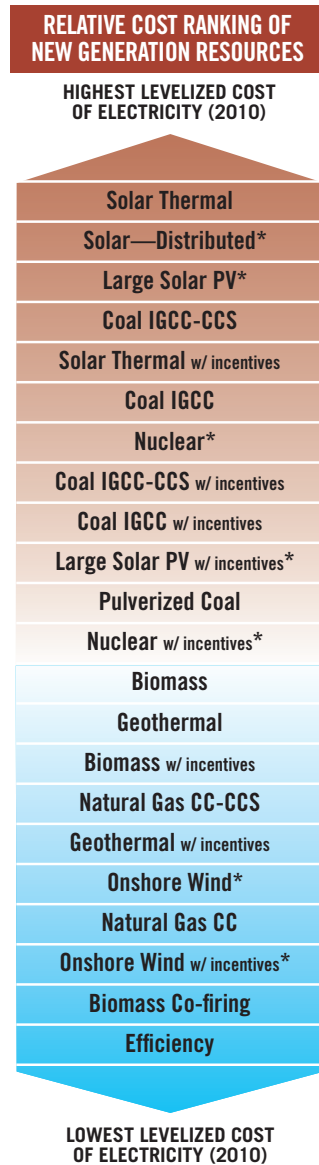 RELATIVE COST RANKING OF
NEW GENERATION RESOURCES
HIGHEST LEVELIZED COST
OF ELECTRICITY (2010)
Solar Thermal
Solar—Distributed*
Large Solar PV*
Coal IGCC-CCS
Solar Thermal w/ incentives
Coal IGCC
Nuclear*
Coal IGCC-CCS w/ incentives
Coal IGCC w/ incentives
Large Solar PV w/ incentives*
Pulverized Coal
Nuclear w/ incentives*
Biomass
Geothermal
Biomass w/ incentives
Natural Gas CC-CCS
Geothermal w/ incentives
Onshore Wind*
Natural Gas CC
Onshore Wind w/ incentives*
Biomass Co-firing
Efficiency
LOWEST LEVELIZED COST
OF ELECTRICITY (2010)